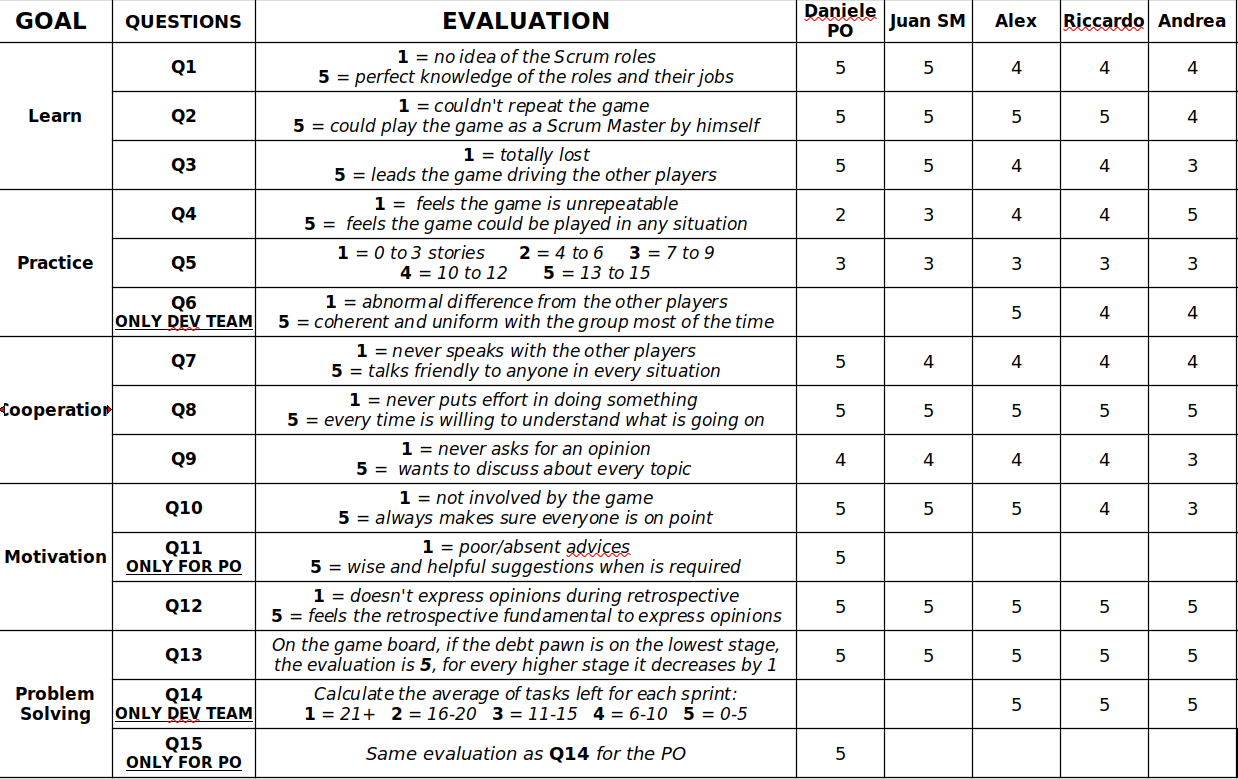 GOAL QUESTIONS EVALUATION Daniele PO Juan SM Alex Riccardo Andrea
Learn
Q1
1 = no idea of the Scrum roles
5 = perfect knowledge of the roles and their jobs
5 5 4 4 4
Q2
1 = couldn't repeat the game
5 = could play the game as a Scrum Master by himself
5 5 5 5 4
Q3
1 = totally lost
5 = leads the game driving the other players
5 5 4 4 3
Practice
Q4
1 = feels the game is unrepeatable
5 = feels the game could be played in any situation
2 3 4 4 5
Q5
1 = 0 to 3 stories 2 = 4 to 6 3 = 7 to 9
4 = 10 to 12 5 = 13 to 15
3 3 3 3 3
Q6
ONLY DEV TEAM
1 = abnormal difference from the other players
5 = coherent and uniform with the group most of the time
5 4 4
Cooperation
Q7
1 = never speaks with the other players
5 = talks friendly to anyone in every situation
5 4 4 4 4
Q8
1 = never puts effort in doing something
5 = every time is willing to understand what is going on
5 5 5 5 5
Q9
1 = never asks for an opinion
5 = wants to discuss about every topic
4 4 4 4 3
Motivation
Q10
1 = not involved by the game
5 = always makes sure everyone is on point
5 5 5 4 3
Q11
ONLY FOR PO
1 = poor/absent advices
5 = wise and helpful suggestions when is required
5
Q12
1 = doesn't express opinions during retrospective
5 = feels the retrospective fundamental to express opinions
5 5 5 5 5
Problem
Solving
Q13
On the game board, if the debt pawn is on the lowest stage,
the evaluation is 5, for every higher stage it decreases by 1
5 5 5 5 5
Q14
ONLY DEV TEAM
Calculate the average of tasks left for each sprint:
1 = 21+ 2 = 16-20 3 = 11-15 4 = 6-10 5 = 0-5
5 5 5
Q15
ONLY FOR PO
Same evaluation as Q14 for the PO
5